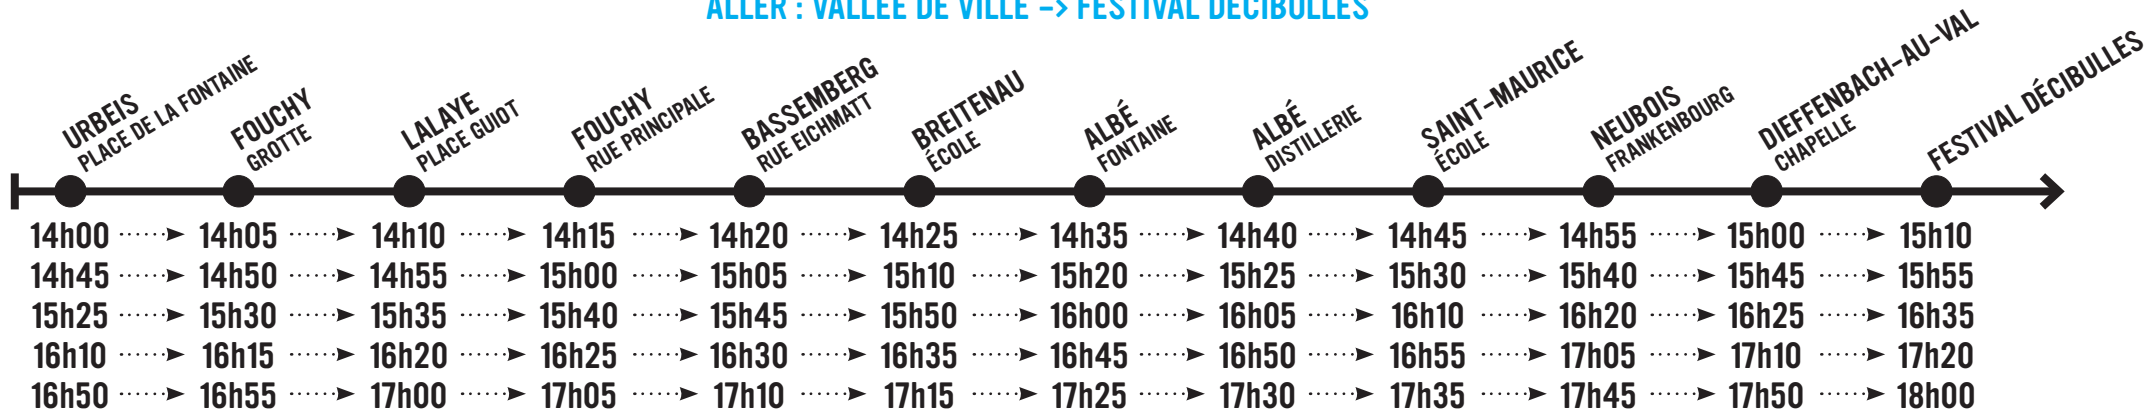 ALLER : VALLÉE DE VILLÉ -> FESTIVAL DÉCIBULLES
URBEIS
PLACE DE LA FONTAINE
FOUCHY
GROTTE
LALAYE
PLACE GUIOT
FOUCHY
RUE PRINCIPALE
BASSEMBERG
RUE EICHMATT
BREITENAU
ÉCOLE
ALBÉ
FONTAINE
ALBÉ
DISTILLERIE
SAINT-MAURICE
ÉCOLE
NEUBOIS
FRANKENBOURG
DIEFFENBACH-AU-VAL
CHAPELLE
FESTIVAL DÉCIBULLES
14h00 14h05 14h10 14h15 14h20 14h25 14h35 14h40 14h45 14h55 15h00 15h10
14h45 14h50 14h55 15h00 15h05 15h10 15h20 15h25 15h30 15h40 15h45 15h55
15h25 15h30 15h35 15h40 15h45 15h50 16h00 16h05 16h10 16h20 16h25 16h35
16h10 16h15 16h20 16h25 16h30 16h35 16h45 16h50 16h55 17h05 17h10 17h20
16h50 16h55 17h00 17h05 17h10 17h15 17h25 17h30 17h35 17h45 17h50 18h00